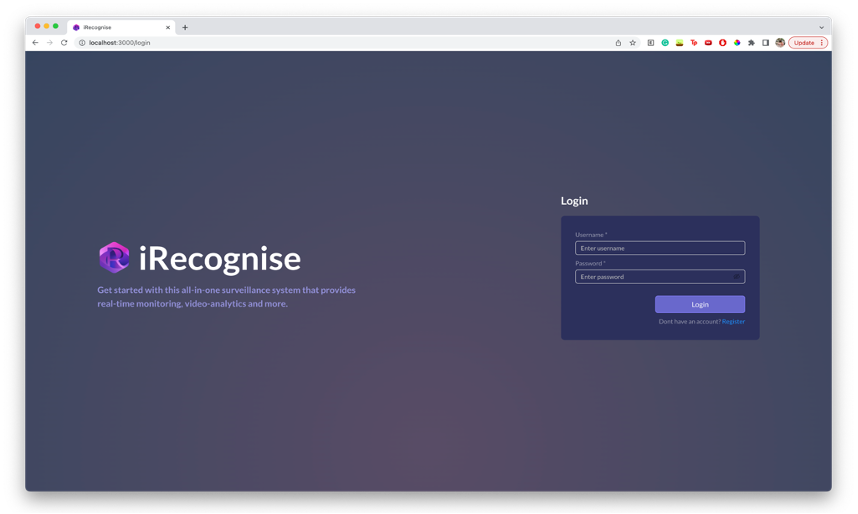 iRecognise
localhost:3000/login
Update
iRecognise
Get started with this all-in-one surveillance system that provides
real-time monitoring, video-analytics and more.
Login
Username *
Enter username
Password *
Enter password
Login
Dont have an account? Register